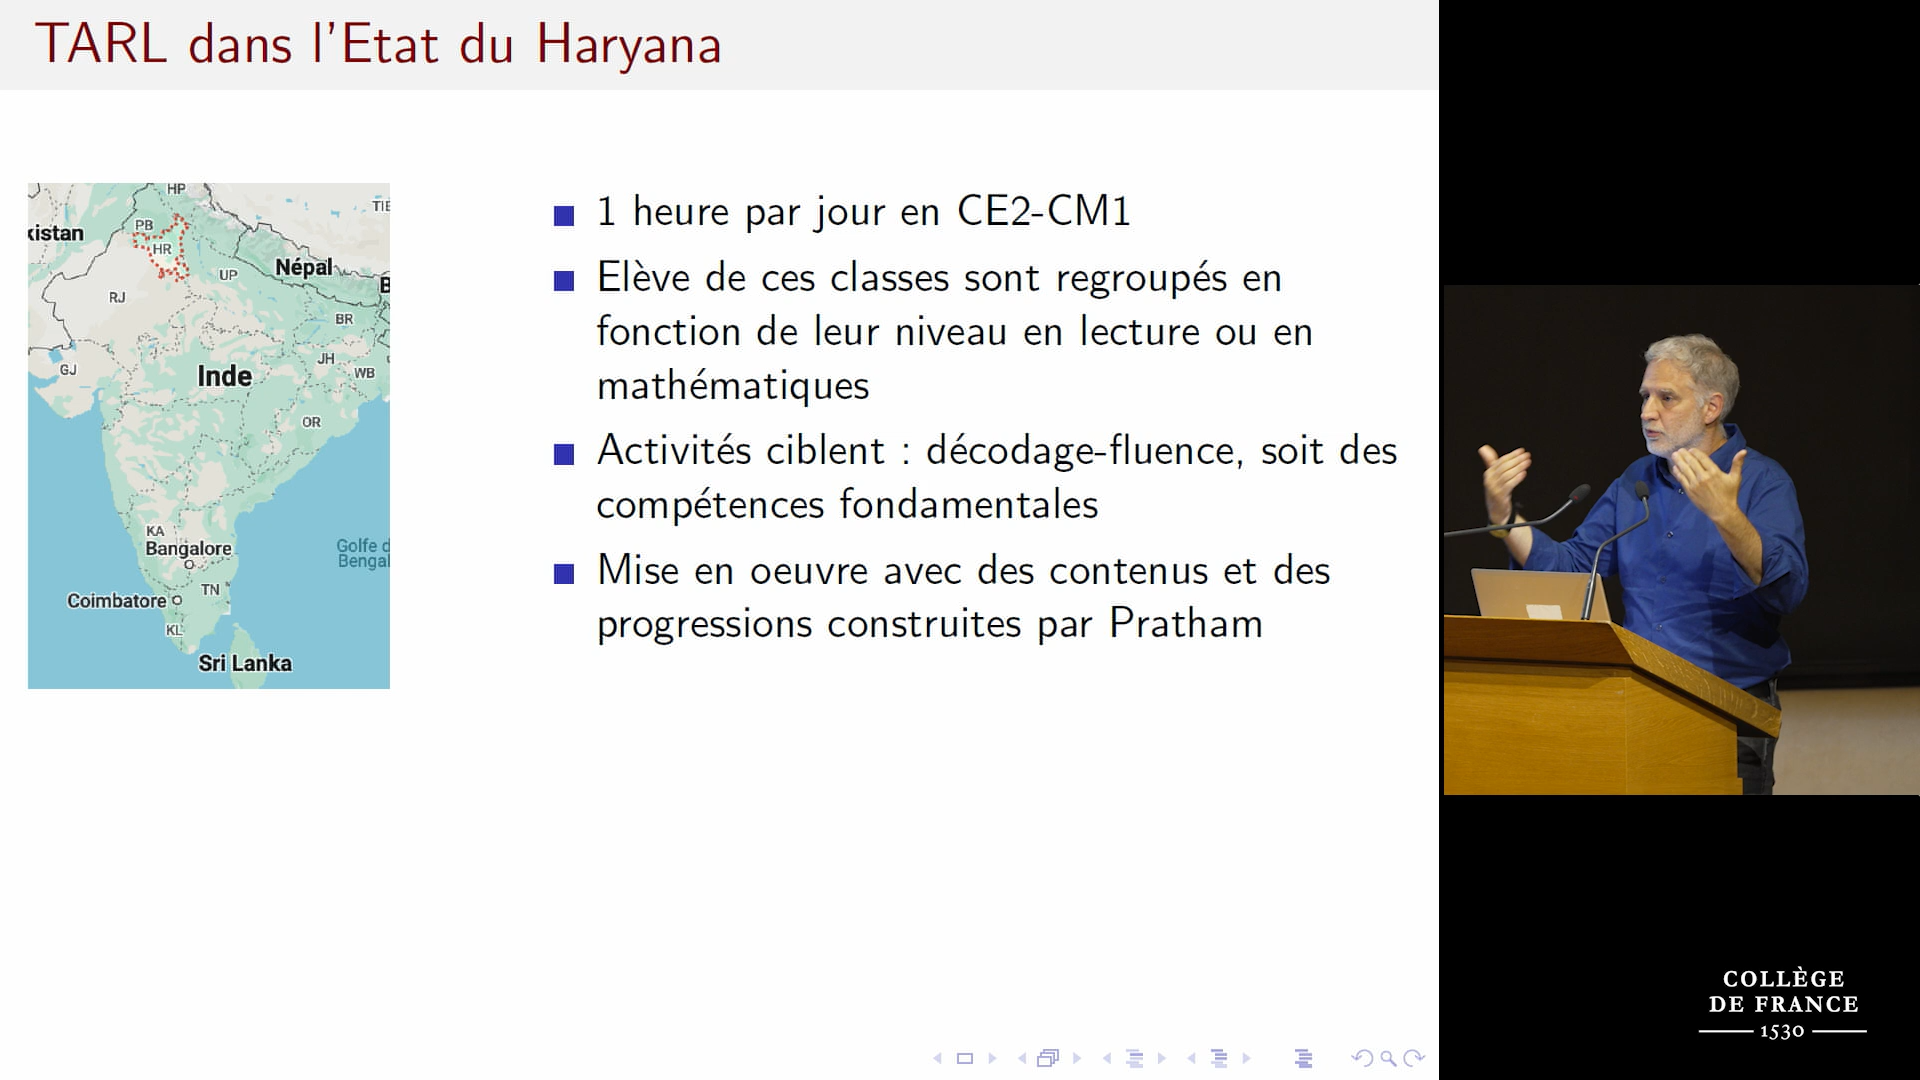 TARL dans l'Etat du Haryana
HP
TIE
PB
kistan
HR
Népal
UP
B
RJ
BR
JH
GJ
WB
Inde
OR
KA
Bangalore
Golfe d
Bengal
TN
Coimbatore
KL
Sri Lanka
1 heure par jour en CE2-CM1
Elève de ces classes sont regroupés en
fonction de leur niveau en lecture ou en
mathématiques
Activités ciblent : décodage-fluence, soit des
compétences fondamentales
Mise en oeuvre avec des contenus et des
progressions construites par Pratham
COLLÈGE
DE FRANCE
1530